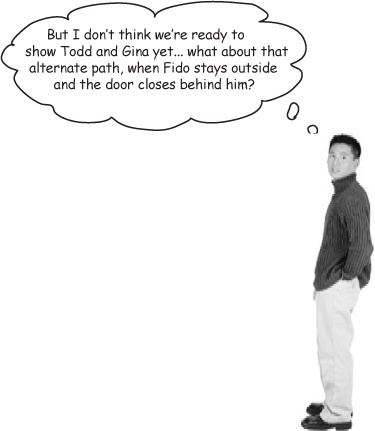 But I don't think we're ready to
show Todd and Gina yet... what about that
alternate path, when Fido stays outside
and the door closes behind him?